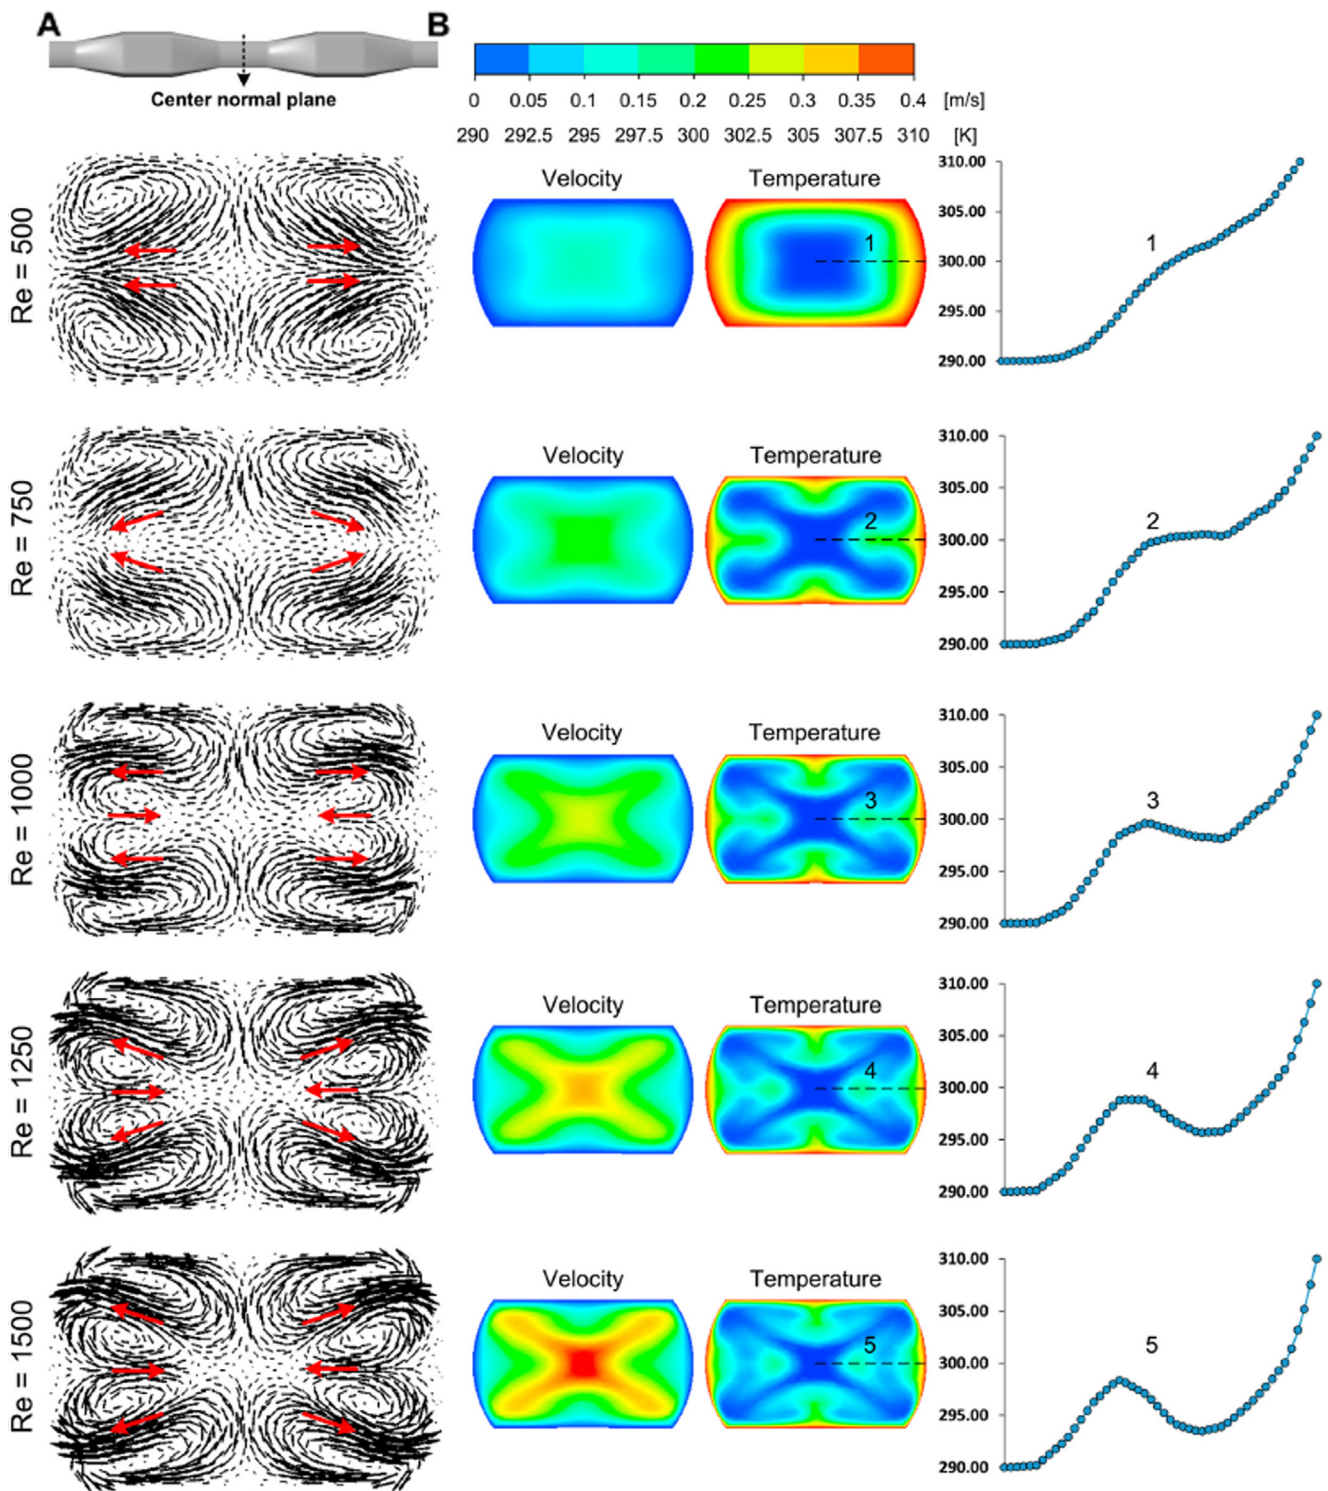 A
B
Center normal plane
0 0.05 0.1 0.15 0.2 0.25 0.3 0.35 0.4 [m/s]
290 292.5 295 297.5 300 302.5 305 307.5 310 [K]
Re = 500
Velocity
Temperature
1
310.00
305.00
300.00
295.00
290.00
1
Re = 750
Velocity
Temperature
2
310.00
305.00
300.00
295.00
290.00
2
Re = 1000
Velocity
Temperature
3
310.00
305.00
300.00
295.00
290.00
3
Re = 1250
Velocity
Temperature
4
310.00
305.00
300.00
295.00
290.00
4
Re = 1500
Velocity
Temperature
5
310.00
305.00
300.00
295.00
290.00
5